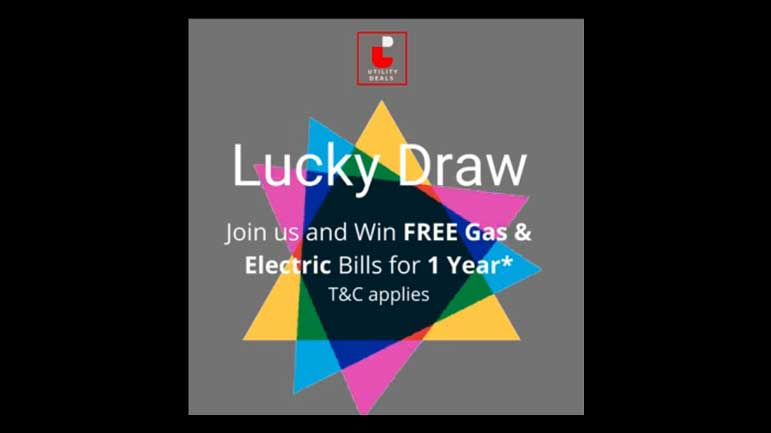 UTILITY
DEALS
Lucky Draw
Join us and Win FREE Gas &
Electric Bills for 1 Year*
T&C applies